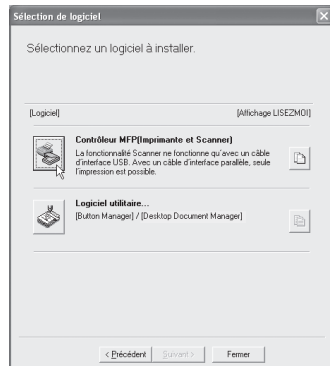 Sélection de logiciel
Sélectionnez un logiciel à installer.
[Logiciel] [Affichage LISEZMOI]
Contrôleur MFP(Imprimante et Scanner)
La fonctionnalité Scanner ne fonctionne qu'avec un câble
d'interface USB. Avec un câble d'interface parallèle, seule
l'impression est possible.
Logiciel utilitaire...
[Button Manager] / [Desktop Document Manager]
< Précédent Suivant > Fermer